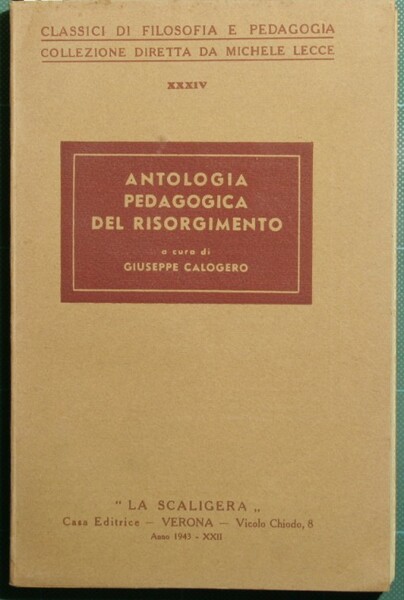 CLASSICI DI FILOSOFIA E PEDAGOGIA
COLLEZIONE DIRETTA DA MICHELE LECCE
XXXIV
ANTOLOGIA
PEDAGOGICA
DEL RISORGIMENTO
a cura di
GIUSEPPE CALOGERO
"LA SCALIGERA„
Casa Editrice — VERONA — Vicolo Chiodo, 8
Anno 1943 - XXII